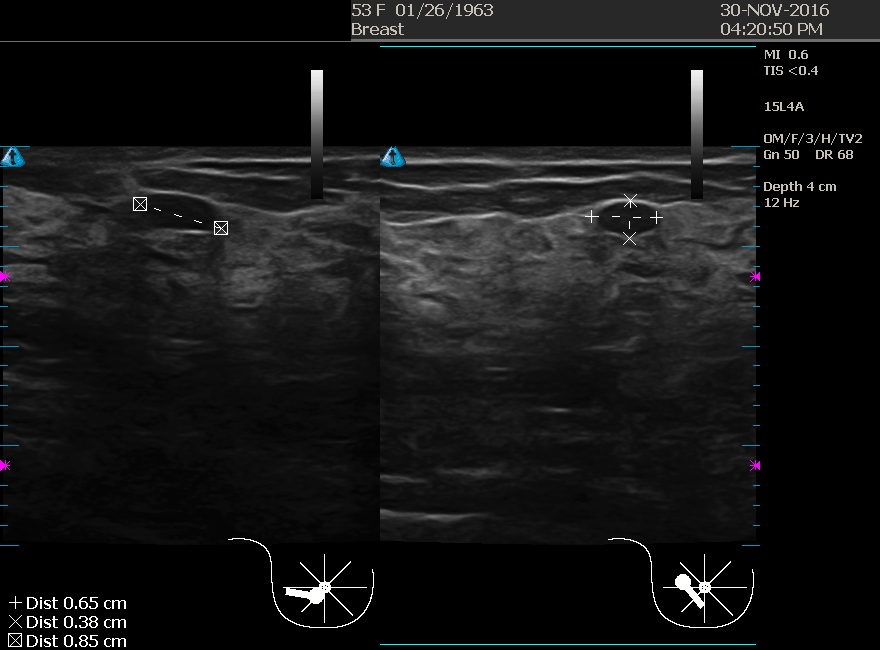 53 F 01/26/1963 30-NOV-2016
Breast 04:20:50 PM
MI 0.6
TIS <0.4
15L4A
OM/F/3/H/TV2
Gn 50 DR 68
Depth 4 cm
12 Hz
Dist 0.65 cm
Dist 0.38 cm
Dist 0.85 cm